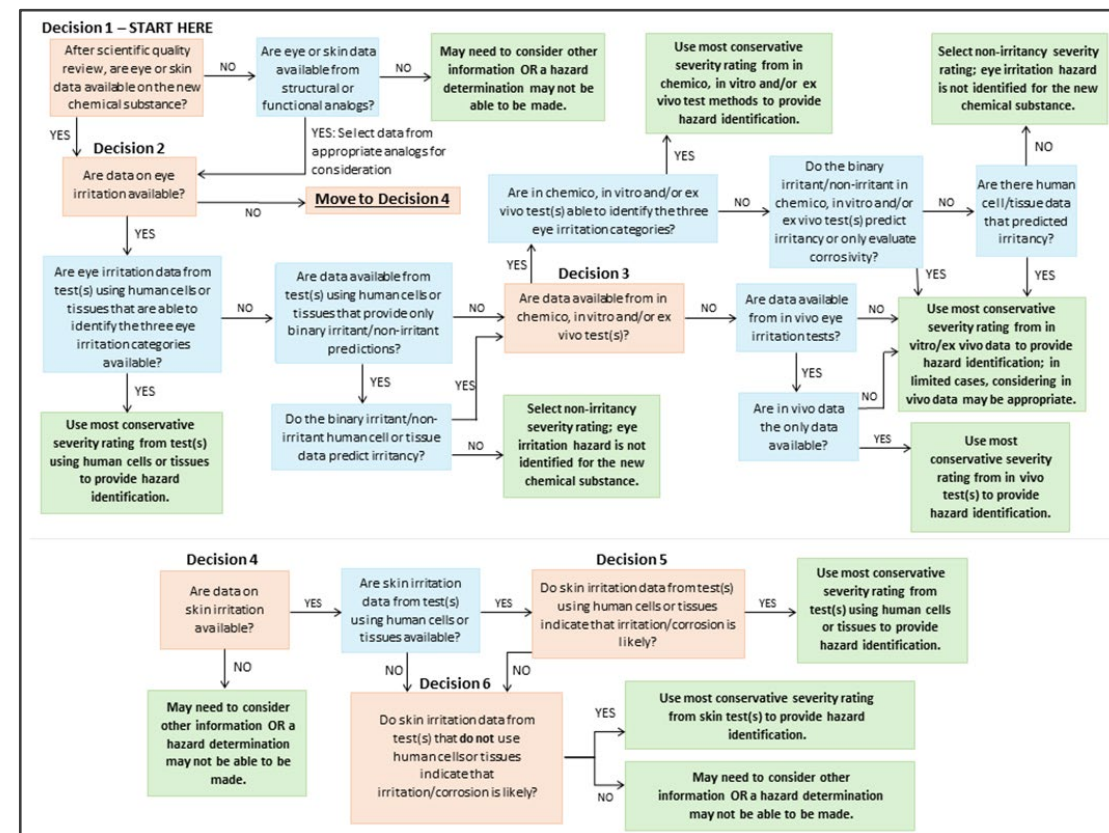 Decision 1 – START HERE
After scientific quality
review, are eye or skin
data available on the new
chemical substance?
NO
Are eye or skin data
available from
structural or
functional analogs?
NO
May need to consider other
information OR a hazard
determination may not be
able to be made.
YES
YES: Select data from
appropriate analogs for
consideration
Decision 2
Are data on eye
irritation available?
NO
Move to Decision 4
YES
Are eye irritation data from
test(s) using human cells or
tissues that are able to
identify the three eye
irritation categories
available?
NO
Are data available from
test(s) using human cells or
tissues that provide only
binary irritant/non-irritant
predictions?
NO
YES
Use most conservative
severity rating from test(s)
using human cells or tissues
to provide hazard
identification.
YES
Do the binary irritant/non-
irritant human cell or tissue
data predict irritancy?
YES
NO
Select non-irritancy
severity rating; eye
irritation hazard is not
identified for the new
chemical substance.
Decision 3
Are data available from in
chemico, in vitro and/or ex
vivo test(s)?
YES
Are in chemico, in vitro and/or ex
vivo test(s) able to identify the three
eye irritation categories?
YES
Use most conservative
severity rating from in
chemico, in vitro and/or ex
vivo test methods to provide
hazard identification.
NO
Do the binary
irritant/non-irritant in
chemico, in vitro and/or
ex vivo test(s) predict
irritancy or only evaluate
corrosivity?
NO
Are there human
cell/tissue data
that predicted
irritancy?
NO
Select non-irritancy severity
rating; eye irritation hazard
is not identified for the new
chemical substance.
YES
YES
NO
Are data available
from in vivo eye
irritation tests?
NO
Use most conservative
severity rating from in
vitro/ex vivo data to provide
hazard identification; in
limited cases, considering in
vivo data may be appropriate.
YES
Are in vivo data
the only data
available?
NO
YES
Use most
conservative severity
rating from in vivo
test(s) to provide
hazard identification.
Decision 4
Are data on
skin irritation
available?
YES
Are skin irritation
data from test(s)
using human cells or
tissues available?
YES
Decision 5
Do skin irritation data from test(s)
using human cells or tissues
indicate that irritation/corrosion is
likely?
YES
Use most conservative
severity rating from
test(s) using human cells
or tissues to provide
hazard identification.
NO
May need to consider
other information OR a
hazard determination
may not be able to be
made.
NO
NO
Decision 6
Do skin irritation data from
test(s) that do not use
human cells or tissues
indicate that
irritation/corrosion is likely?
YES
Use most conservative severity rating
from skin test(s) to provide hazard
identification.
NO
May need to consider other
information OR a hazard determination
may not be able to be made.